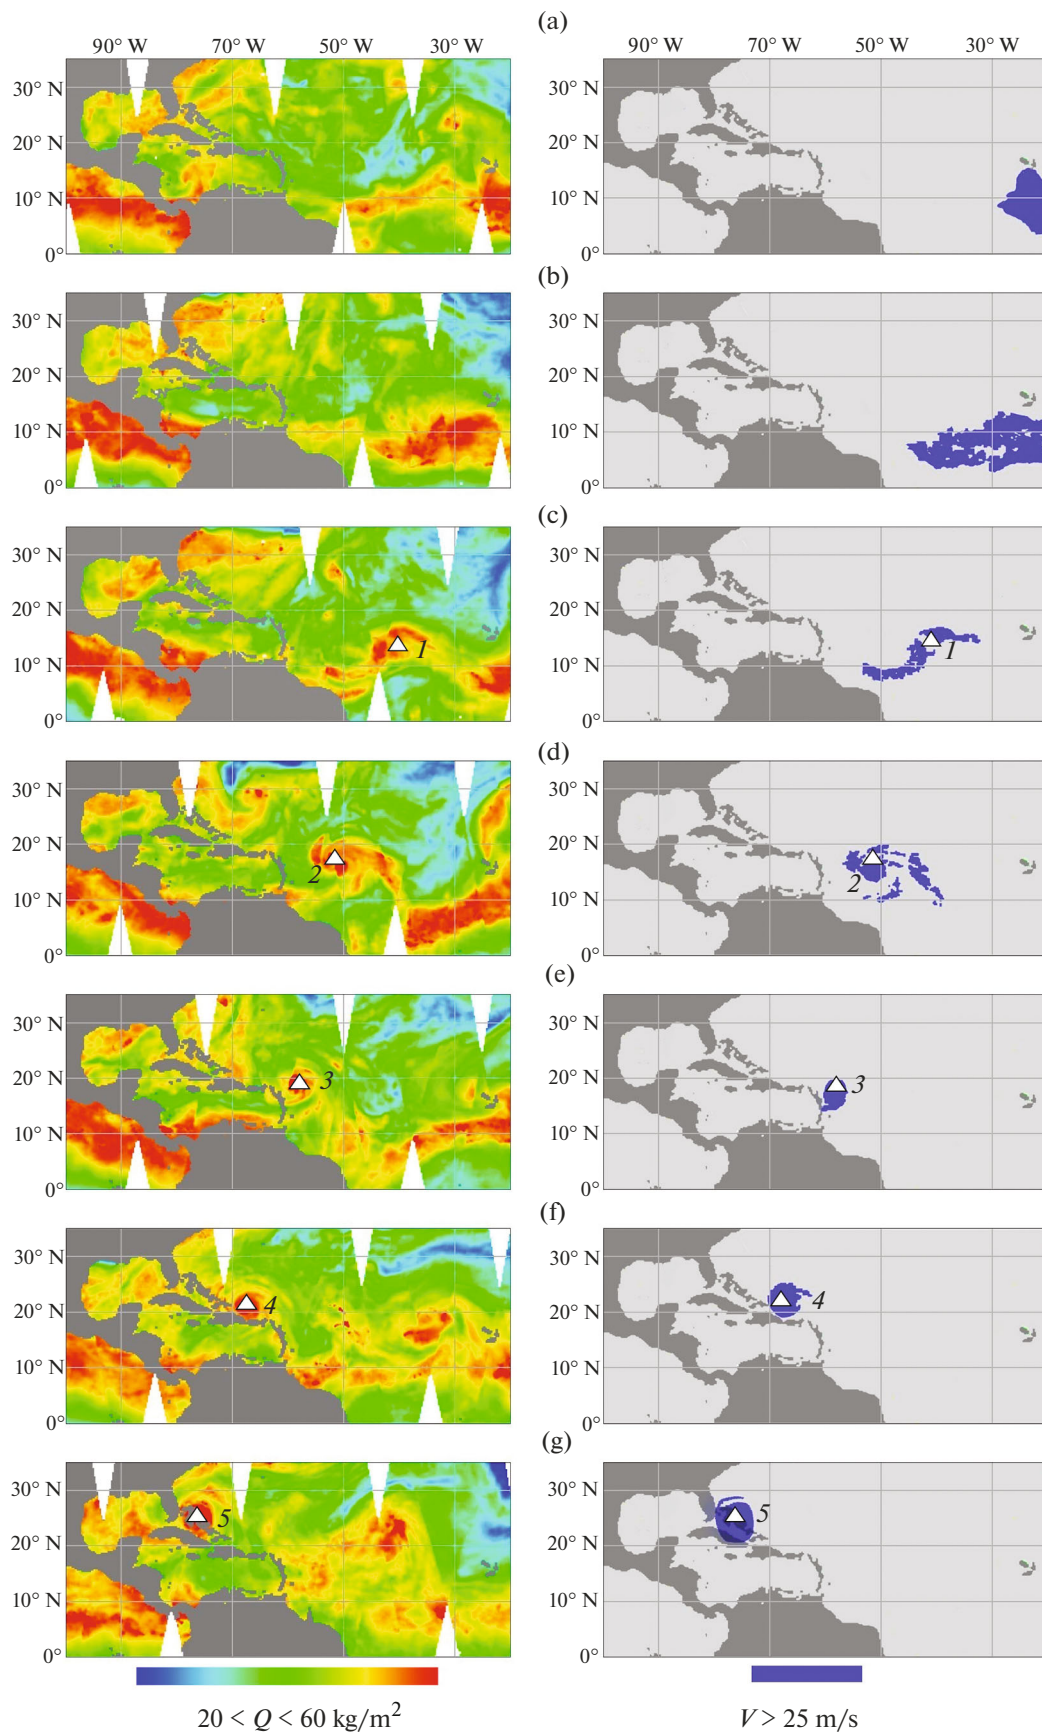 (a)
90° W 70° W 50° W 30° W 90° W 70° W 50° W 30° W
30° N 30° N
20° N 20° N
10° N 10° N
0° 0°
(b)
30° N 30° N
20° N 20° N
10° N 10° N
0° 0°
(c)
30° N 30° N
20° N 20° N
1 1
10° N 10° N
0° 0°
(d)
30° N 30° N
20° N 20° N
2 2
10° N 10° N
0° 0°
(e)
30° N 30° N
20° N 3 20° N 3
10° N 10° N
0° 0°
(f)
30° N 30° N
20° N 4 20° N 4
10° N 10° N
0° 0°
(g)
30° N 30° N
5 5
20° N 20° N
10° N 10° N
0° 0°
20 < Q < 60 kg/m² V > 25 m/s